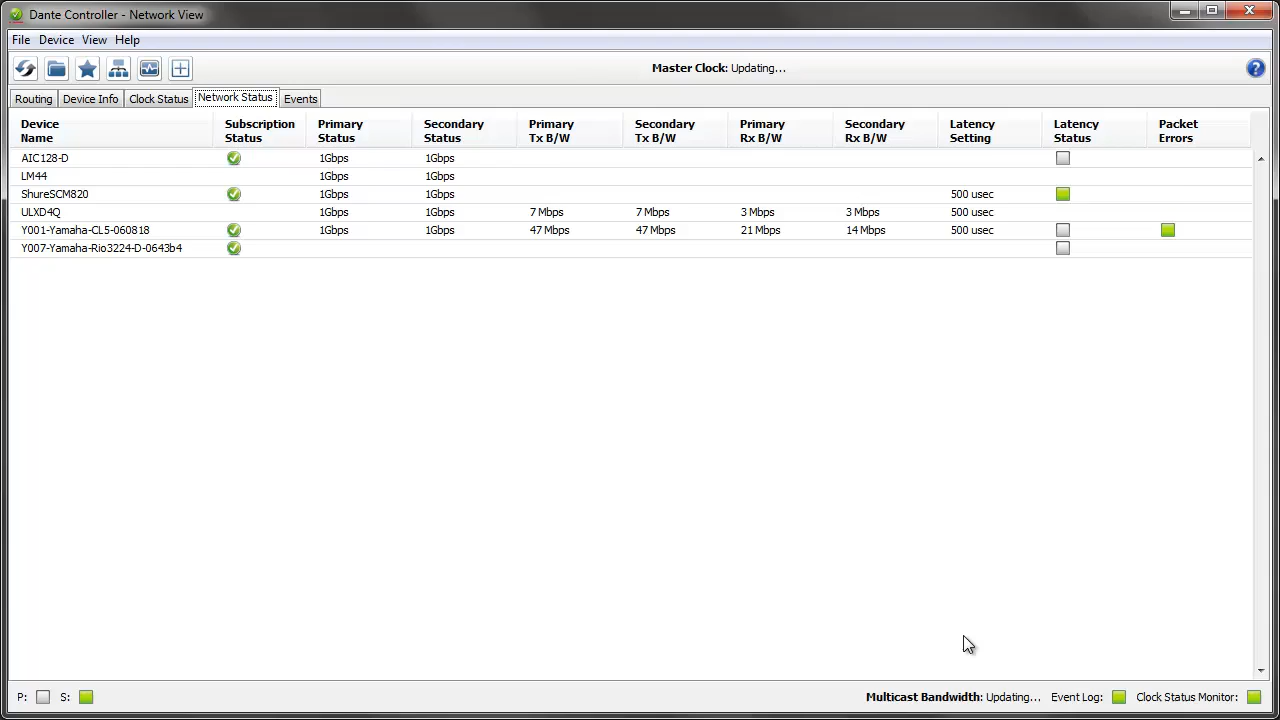 Dante Controller - Network View
File Device View Help
Master Clock: Updating...
Routing Device Info Clock Status Network Status Events
Device Name Subscription Status Primary Status Secondary Status Primary Tx B/W Secondary Tx B/W Primary Rx B/W Secondary Rx B/W Latency Setting Latency Status Packet Errors
AIC128-D 1Gbps 1Gbps
LM44 1Gbps 1Gbps
ShureSCM820 1Gbps 1Gbps 500 usec
ULXD4Q 1Gbps 1Gbps 7 Mbps 7 Mbps 3 Mbps 3 Mbps 500 usec
Y001-Yamaha-CL5-060818 1Gbps 1Gbps 47 Mbps 47 Mbps 21 Mbps 14 Mbps 500 usec
Y007-Yamaha-Rio3224-D-0643b4
P: S: Multicast Bandwidth: Updating... Event Log: Clock Status Monitor: